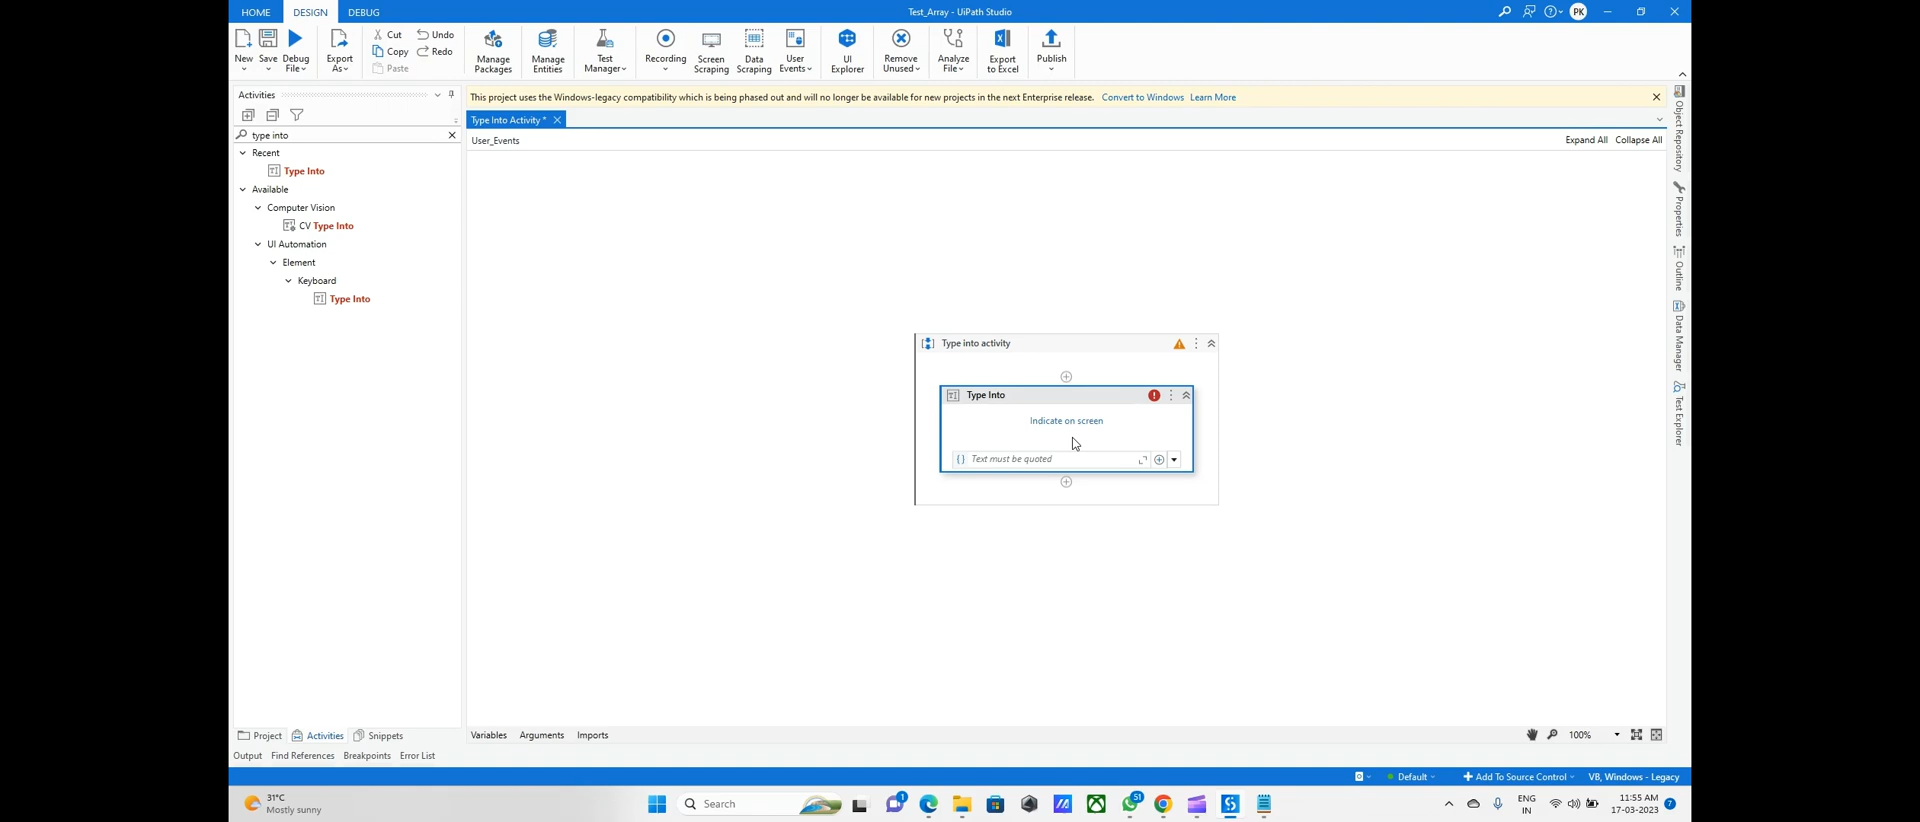 HOME DESIGN DEBUG Test_Array - UiPath Studio PK
New Save Debug File Export As Cut Copy Paste Undo Redo Manage Packages Manage Entities Test Manager Recording Screen Scraping Data Scraping User Events UI Explorer Remove Unused Analyze File Export to Excel Publish
Activities
This project uses the Windows-legacy compatibility which is being phased out and will no longer be available for new projects in the next Enterprise release. Convert to Windows Learn More
Type Into Activity *
type into
User_Events Expand All Collapse All
Recent
Type Into
Available
Computer Vision
CV Type Into
UI Automation
Element
Keyboard
Type Into
Type into activity
Type Into
Indicate on screen
Text must be quoted
Object Repository
Properties
Outline
Data Manager
Test Explorer
Project Activities Snippets
Variables Arguments Imports 100%
Output Find References Breakpoints Error List
0 Default Add To Source Control VB, Windows - Legacy
31°C
Mostly sunny
Search
1
51
ENG
IN
11:55 AM
17-03-2023
7